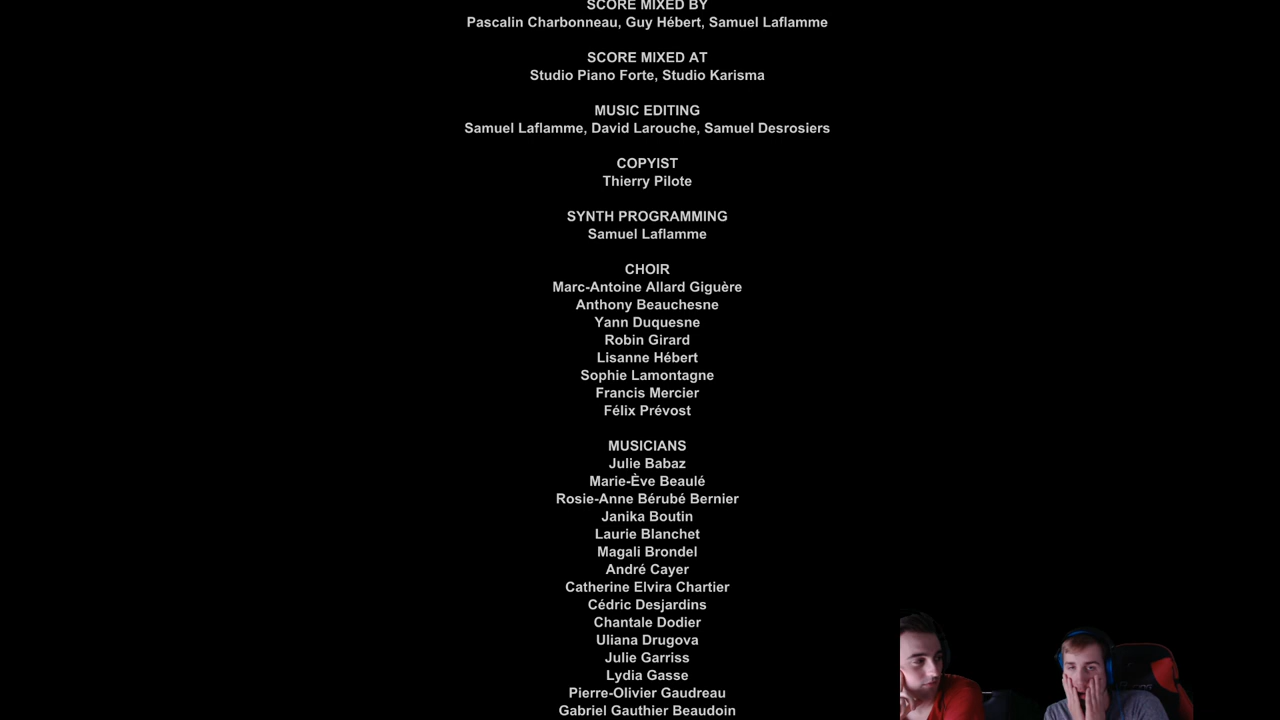 SCORE MIXED BY
Pascalin Charbonneau, Guy Hébert, Samuel Laflamme
SCORE MIXED AT
Studio Piano Forte, Studio Karisma
MUSIC EDITING
Samuel Laflamme, David Larouche, Samuel Desrosiers
COPYIST
Thierry Pilote
SYNTH PROGRAMMING
Samuel Laflamme
CHOIR
Marc-Antoine Allard Giguère
Anthony Beauchesne
Yann Duquesne
Robin Girard
Lisanne Hébert
Sophie Lamontagne
Francis Mercier
Félix Prévost
MUSICIANS
Julie Babaz
Marie-Ève Beaulé
Rosie-Anne Bérubé Bernier
Janika Boutin
Laurie Blanchet
Magali Brondel
André Cayer
Catherine Elvira Chartier
Cédric Desjardins
Chantale Dodier
Uliana Drugova
Julie Garriss
Lydia Gasse
Pierre-Olivier Gaudreau
Gabriel Gauthier Beaudoin